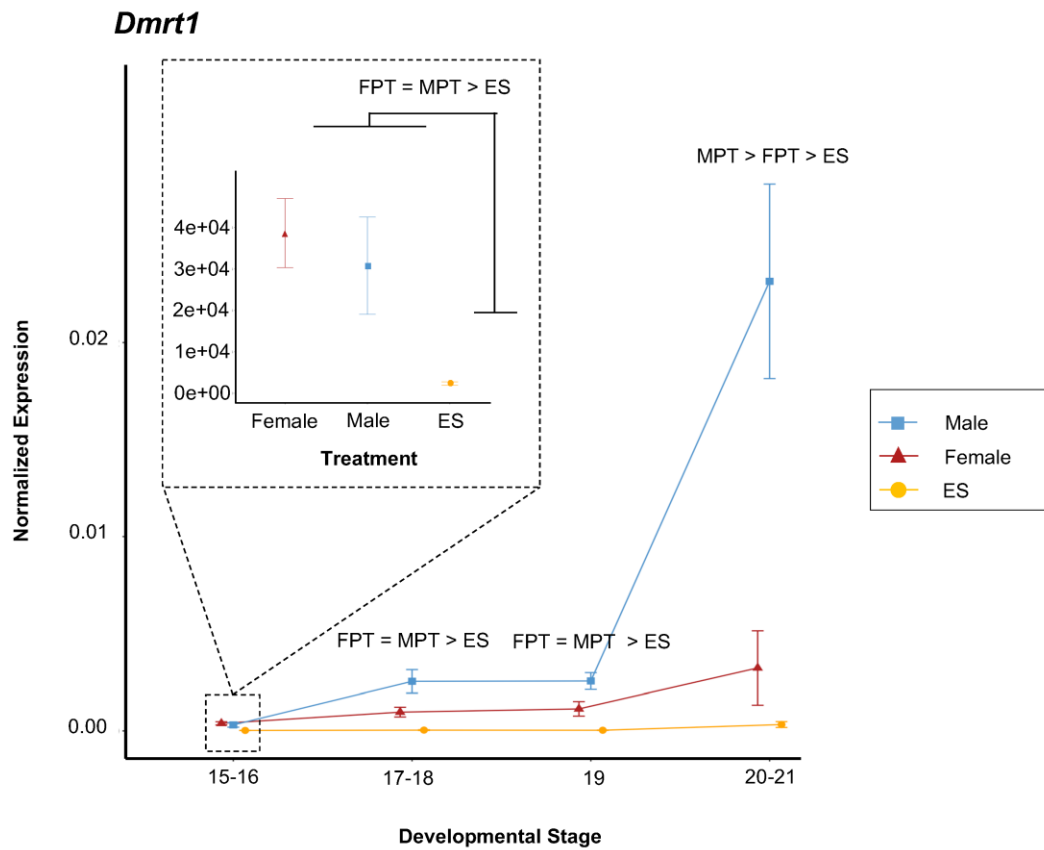 Dmrt1
FPT = MPT > ES
MPT > FPT > ES
4e+04
3e+04
2e+04
1e+04
0e+00
Female Male ES
Treatment
Normalized Expression
0.02
0.01
0.00
FPT = MPT > ES
FPT = MPT > ES
Male
Female
ES
15-16 17-18 19 20-21
Developmental Stage